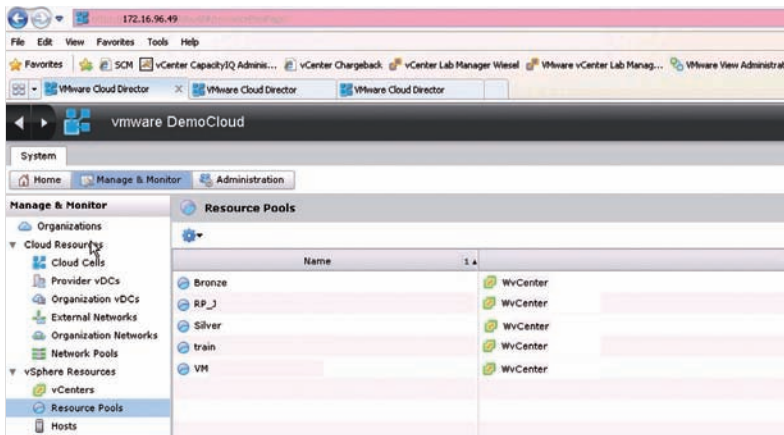 172.16.96.49
File Edit View Favorites Tools Help
Favorites SCM vCenter CapacityIQ Adminis... vCenter Chargeback vCenter Lab Manager Wiesel VMware vCenter Lab Manag... VMware View Administrat
VMware Cloud Director VMware Cloud Director VMware Cloud Director
vmware DemoCloud
System
Home Manage & Monitor Administration
Manage & Monitor Resource Pools
Organizations
Cloud Resources
Name 1
Cloud Cells
Bronze WvCenter
Provider vDCs
RP_J WvCenter
Organization vDCs
External Networks
Silver WvCenter
Organization Networks
train WvCenter
Network Pools
VM WvCenter
vSphere Resources
vCenters
Resource Pools
Hosts